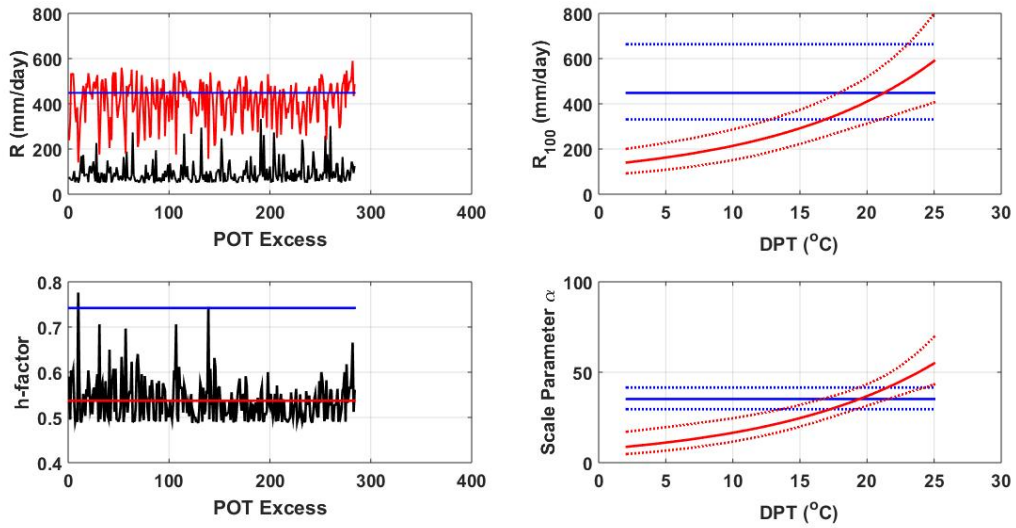 800
600
400
200
0
R (mm/day)
0 100 200 300 400
POT Excess
800
600
400
200
0
R100 (mm/day)
0 5 10 15 20 25 30
DPT (oC)
0.8
0.7
0.6
0.5
0.4
h-factor
0 100 200 300 400
POT Excess
100
50
0
Scale Parameter α
0 5 10 15 20 25 30
DPT (oC)